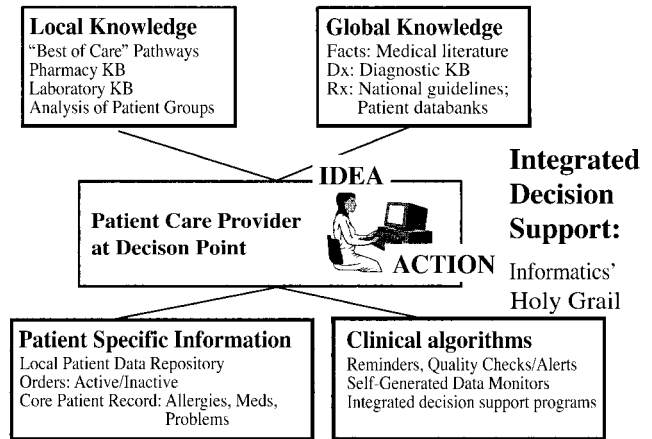 Local Knowledge
“Best of Care” Pathways
Pharmacy KB
Laboratory KB
Analysis of Patient Groups
Global Knowledge
Facts: Medical literature
Dx: Diagnostic KB
Rx: National guidelines;
Patient databanks
IDEA
Patient Care Provider
at Decison Point
ACTION
Integrated
Decision
Support:
Informatics’
Holy Grail
Patient Specific Information
Local Patient Data Repository
Orders: Active/Inactive
Core Patient Record: Allergies, Meds,
Problems
Clinical algorithms
Reminders, Quality Checks/Alerts
Self-Generated Data Monitors
Integrated decision support programs